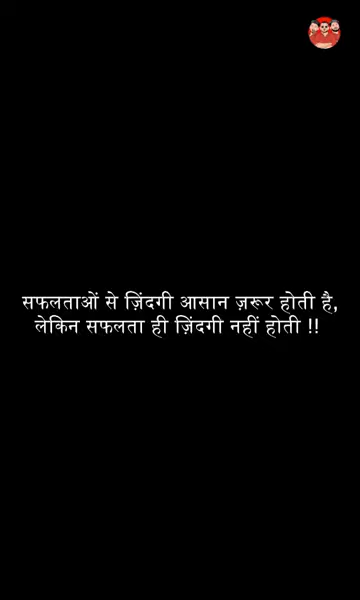 सफलताओं से ज़िंदगी आसान ज़रूर होती है,
लेकिन सफलता ही ज़िंदगी नहीं होती !!